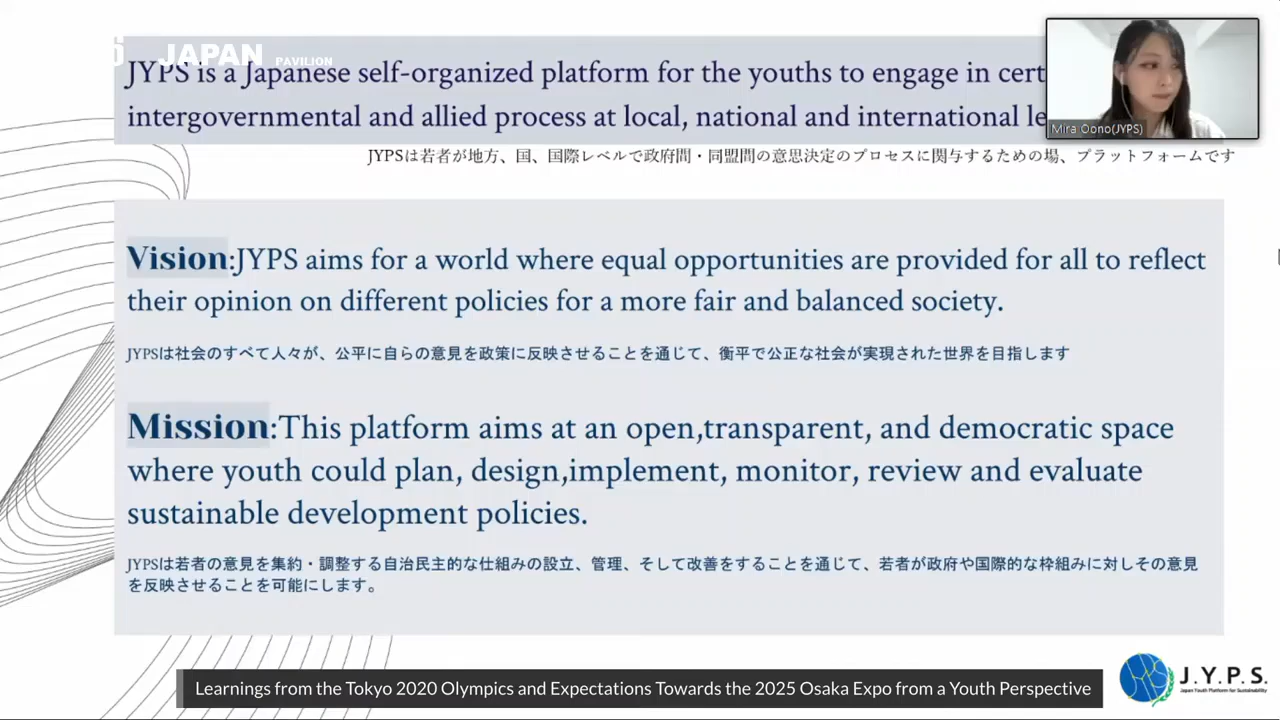 JAPAN PAVILION
JYPS is a Japanese self-organized platform for the youths to engage in
intergovernmental and allied process at local, national and international
JYPSは若者が地方、国、国際レベルで政府間・同盟間の意思決定のプロセスに関与するための場、プラットフォームです
Mira Oono(JYPS)
Vision:JYPS aims for a world where equal opportunities are provided for all to reflect
their opinion on different policies for a more fair and balanced society.
JYPSは社会のすべて人々が、公平に自らの意見を政策に反映させることを通じて、衡平で公正な社会が実現された世界を目指します
Mission:This platform aims at an open,transparent, and democratic space
where youth could plan, design,implement, monitor, review and evaluate
sustainable development policies.
JYPSは若者の意見を集約・調整する自治民主的な仕組みの設立、管理、そして改善をすることを通じて、若者が政府や国際的な枠組みに対しその意見
を反映させることを可能にします。
Learnings from the Tokyo 2020 Olympics and Expectations Towards the 2025 Osaka Expo from a Youth Perspective
J.Y.P.S.
Japan Youth Platform for Sustainability